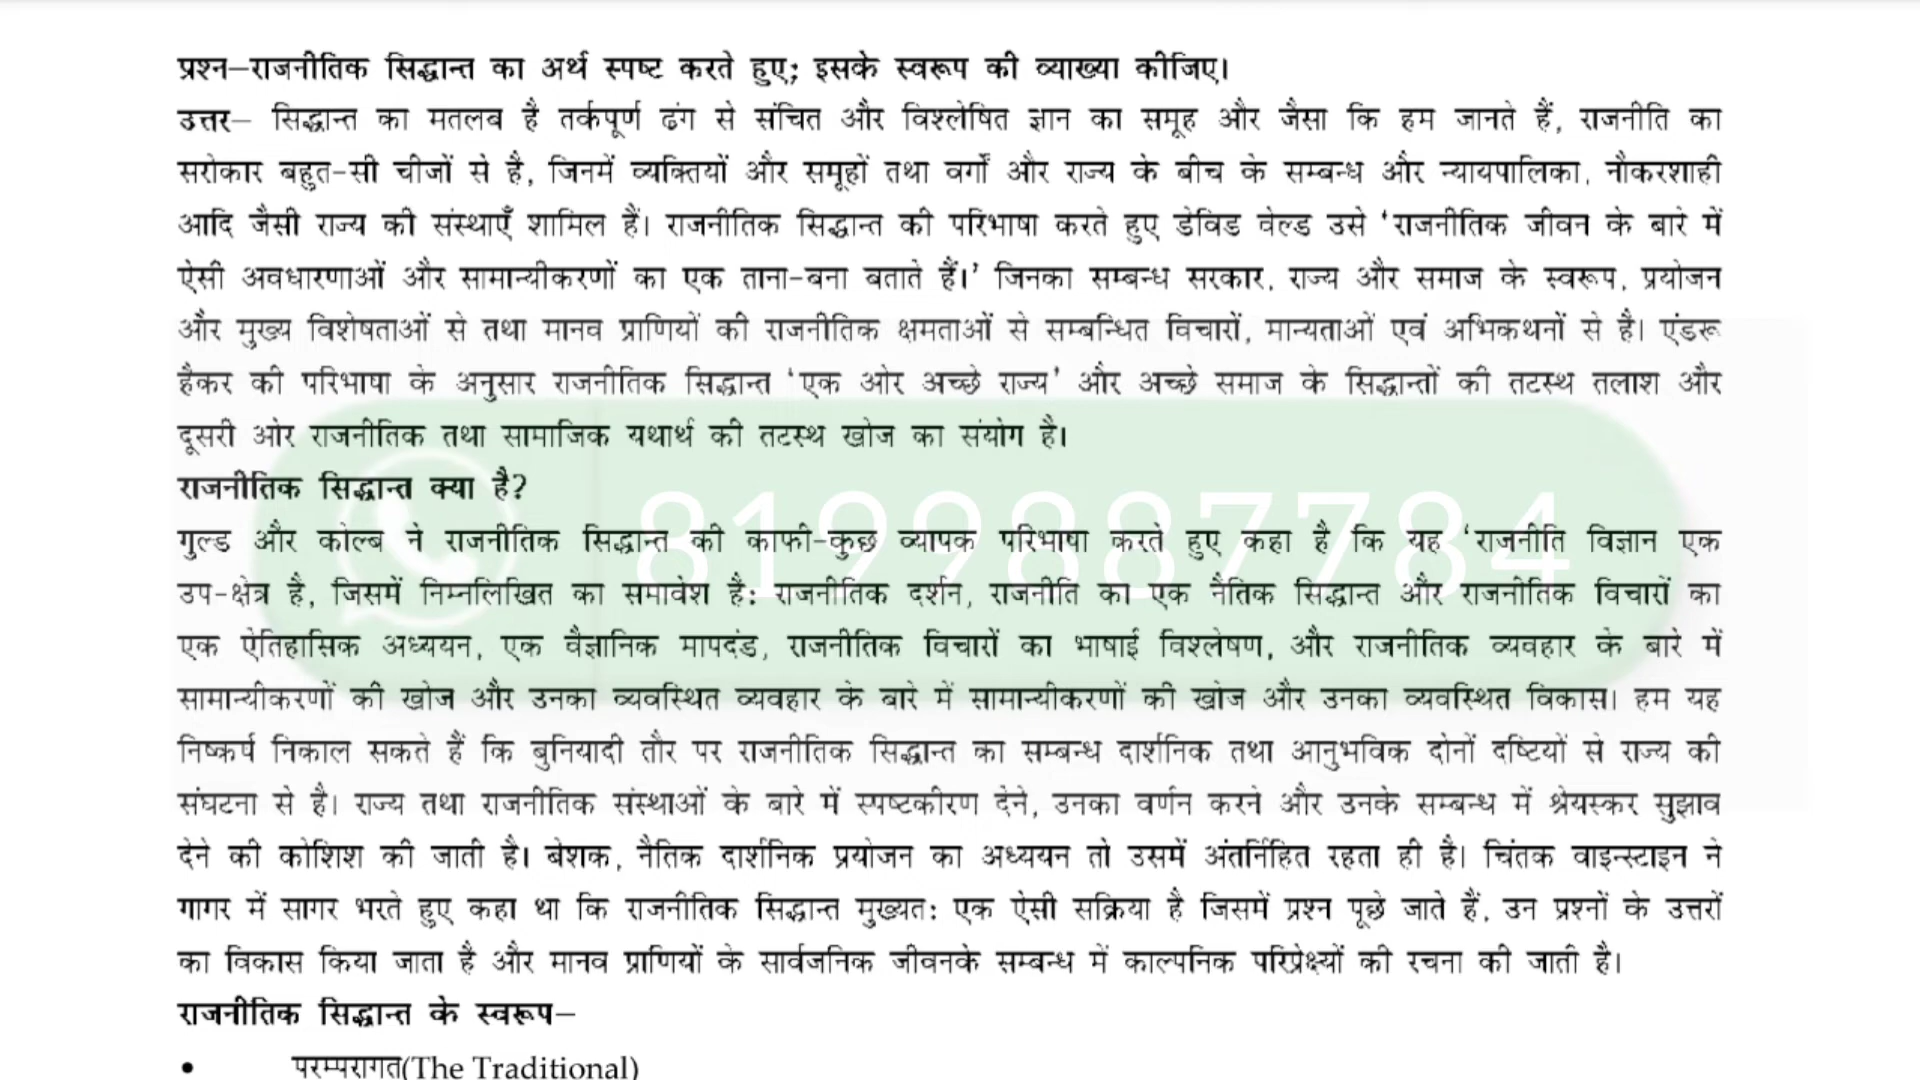 प्रश्न–राजनीतिक सिद्धान्त का अर्थ स्पष्ट करते हुए; इसके स्वरूप की व्याख्या कीजिए।
उत्तर– सिद्धान्त का मतलब है तर्कपूर्ण ढंग से संचित और विश्लेषित ज्ञान का समूह और जैसा कि हम जानते हैं, राजनीति का
सरोकार बहुत-सी चीजों से है, जिनमें व्यक्तियों और समूहों तथा वर्गों और राज्य के बीच के सम्बन्ध और न्यायपालिका, नौकरशाही
आदि जैसी राज्य की संस्थाएँ शामिल हैं। राजनीतिक सिद्धान्त की परिभाषा करते हुए डेविड वेल्ड उसे ‘राजनीतिक जीवन के बारे में
ऐसी अवधारणाओं और सामान्यीकरणों का एक ताना-बना बताते हैं।’ जिनका सम्बन्ध सरकार, राज्य और समाज के स्वरूप, प्रयोजन
और मुख्य विशेषताओं से तथा मानव प्राणियों की राजनीतिक क्षमताओं से सम्बन्धित विचारों, मान्यताओं एवं अभिकथनों से है। एंडरू
हैकर की परिभाषा के अनुसार राजनीतिक सिद्धान्त ‘एक ओर अच्छे राज्य’ और अच्छे समाज के सिद्धान्तों की तटस्थ तलाश और
दूसरी ओर राजनीतिक तथा सामाजिक यथार्थ की तटस्थ खोज का संयोग है।
राजनीतिक सिद्धान्त क्या है?
8199887784
गुल्ड और कोल्ब ने राजनीतिक सिद्धान्त की काफी-कुछ व्यापक परिभाषा करते हुए कहा है कि यह ‘राजनीति विज्ञान एक
उप-क्षेत्र है, जिसमें निम्नलिखित का समावेश है: राजनीतिक दर्शन, राजनीति का एक नैतिक सिद्धान्त और राजनीतिक विचारों का
एक ऐतिहासिक अध्ययन, एक वैज्ञानिक मापदंड, राजनीतिक विचारों का भाषाई विश्लेषण, और राजनीतिक व्यवहार के बारे में
सामान्यीकरणों की खोज और उनका व्यवस्थित व्यवहार के बारे में सामान्यीकरणों की खोज और उनका व्यवस्थित विकास। हम यह
निष्कर्ष निकाल सकते हैं कि बुनियादी तौर पर राजनीतिक सिद्धान्त का सम्बन्ध दार्शनिक तथा आनुभविक दोनों दष्टियों से राज्य की
संघटना से है। राज्य तथा राजनीतिक संस्थाओं के बारे में स्पष्टकीरण देने, उनका वर्णन करने और उनके सम्बन्ध में श्रेयस्कर सुझाव
देने की कोशिश की जाती है। बेशक, नैतिक दार्शनिक प्रयोजन का अध्ययन तो उसमें अंतर्निहित रहता ही है। चिंतक वाइन्स्टाइन ने
गागर में सागर भरते हुए कहा था कि राजनीतिक सिद्धान्त मुख्यत: एक ऐसी सक्रिया है जिसमें प्रश्न पूछे जाते हैं, उन प्रश्नों के उत्तरों
का विकास किया जाता है और मानव प्राणियों के सार्वजनिक जीवनके सम्बन्ध में काल्पनिक परिप्रेक्ष्यों की रचना की जाती है।
राजनीतिक सिद्धान्त के स्वरूप–
• परम्परागत(The Traditional)